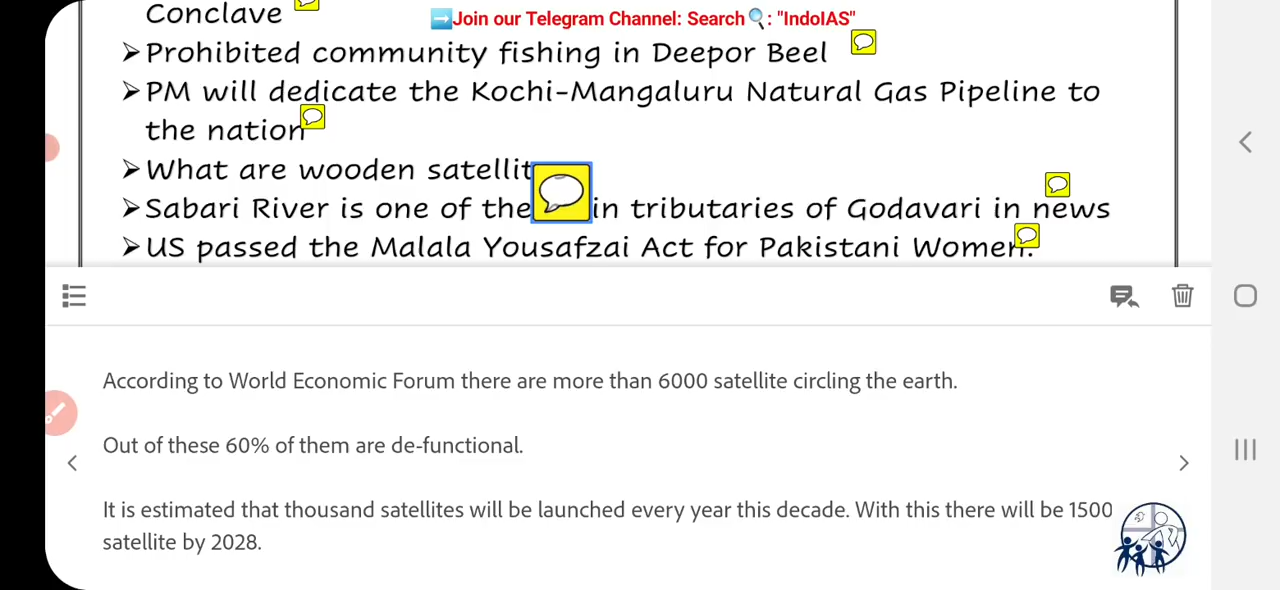 Conclave
➡Join our Telegram Channel: Search🔍: "IndoIAS"
➢Prohibited community fishing in Deepor Beel
➢PM will dedicate the Kochi-Mangaluru Natural Gas Pipeline to
the nation
➢What are wooden satellit
➢Sabari River is one of the in tributaries of Godavari in news
➢US passed the Malala Yousafzai Act for Pakistani Women.
According to World Economic Forum there are more than 6000 satellite circling the earth.
Out of these 60% of them are de-functional.
It is estimated that thousand satellites will be launched every year this decade. With this there will be 1500
satellite by 2028.